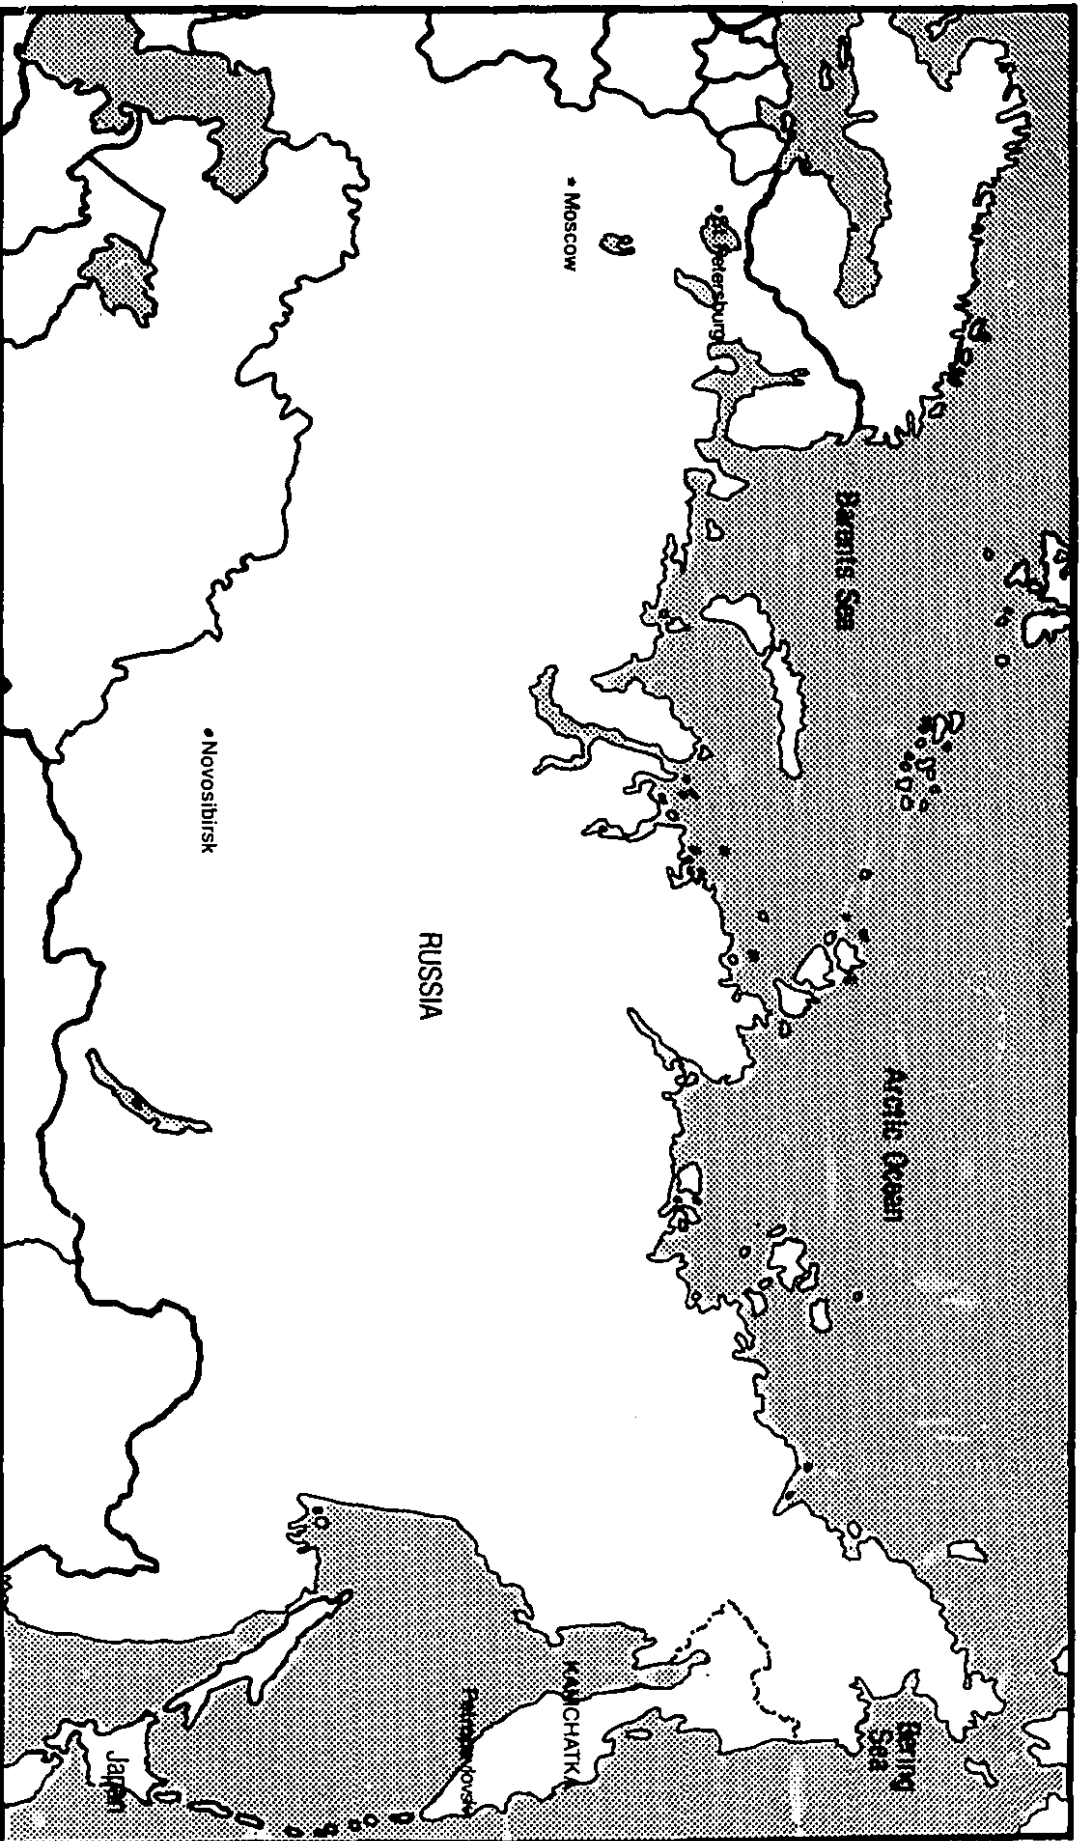 Barents Sea
Arctic Ocean
Bering
Sea
St. Petersburg
Moscow
KAMCHATKA
RUSSIA
Novosibirsk
Japan